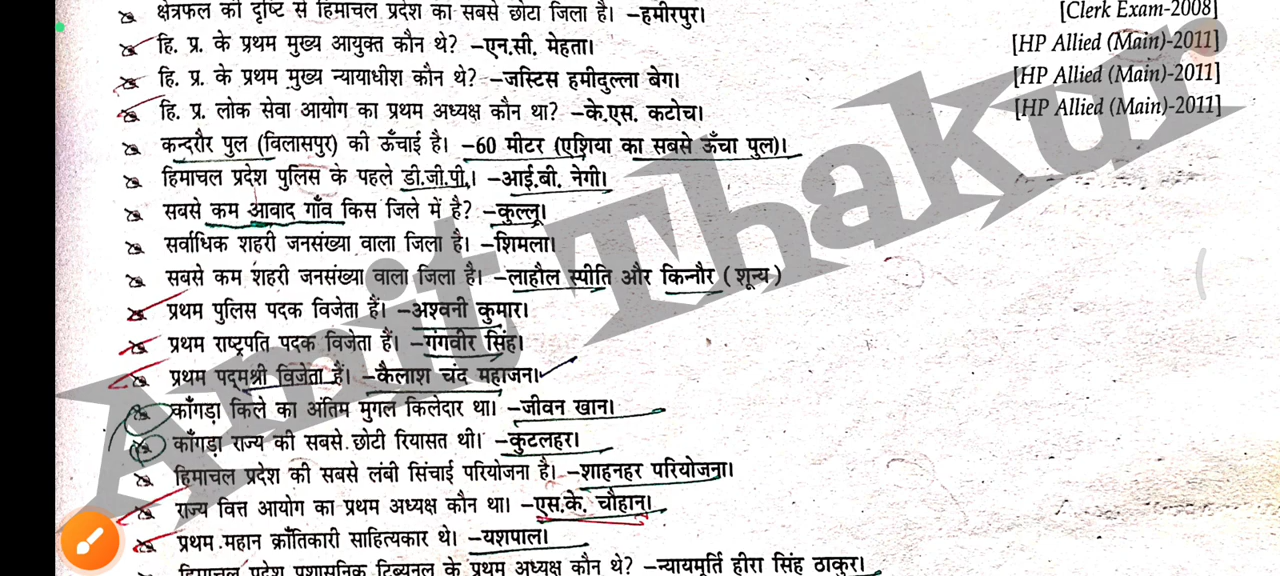 क्षेत्रफल की दृष्टि से हिमाचल प्रदेश का सबसे छोटा जिला है। –हमीरपुर। [Clerk Exam-2008]
हि. प्र. के प्रथम मुख्य आयुक्त कौन थे? –एन.सी. मेहता। [HP Allied (Main)-2011]
हि. प्र. के प्रथम मुख्य न्यायाधीश कौन थे? –जस्टिस हमीदुल्ला बेग। [HP Allied (Main)-2011]
हि. प्र. लोक सेवा आयोग का प्रथम अध्यक्ष कौन था? –के.एस. कटोच। [HP Allied (Main)-2011]
कन्दरौर पुल (विलासपुर) की ऊँचाई है। –60 मीटर (एशिया का सबसे ऊँचा पुल)।
हिमाचल प्रदेश पुलिस के पहले डी.जी.पी.। –आई.बी. नेगी।
सबसे कम आवाद गाँव किस जिले में है? –कुल्लू।
सर्वाधिक शहरी जनसंख्या वाला जिला है। –शिमला।
सबसे कम शहरी जनसंख्या वाला जिला है। –लाहौल स्पीति और किन्नौर (शून्य)
प्रथम पुलिस पदक विजेता हैं। –अश्वनी कुमार।
प्रथम राष्ट्रपति पदक विजेता हैं। –गंगवीर सिंह।
प्रथम पद्मश्री विजेता हैं। –कैलाश चंद महाजन।
काँगड़ा किले का अंतिम मुगल किलेदार था। –जीवन खान।
काँगड़ा राज्य की सबसे छोटी रियासत थी। –कुटलहर।
हिमाचल प्रदेश की सबसे लंबी सिंचाई परियोजना है। –शाहनहर परियोजना।
राज्य वित्त आयोग का प्रथम अध्यक्ष कौन था। –एस.के. चौहान।
प्रथम महान क्राँतिकारी साहित्यकार थे। –यशपाल।
हिमाचल प्रदेश प्रशासनिक ट्रिब्यूनल के प्रथम अध्यक्ष कौन थे? –न्यायमूर्ति हीरा सिंह ठाकुर।
Amit Thakur